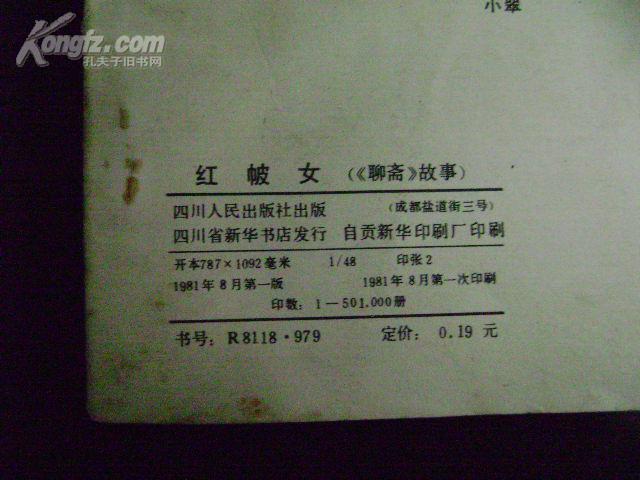 小翠
Kongfz.com
孔夫子旧书网
红帔女（《聊斋》故事）
四川人民出版社出版 （成都盐道街三号）
四川省新华书店发行 自贡新华印刷厂印刷
开本787×1092毫米 1/48 印张2
1981年8月第一版 1981年8月第一次印刷
印数：1—501.000册
书号：R8118·979 定价：0.19元